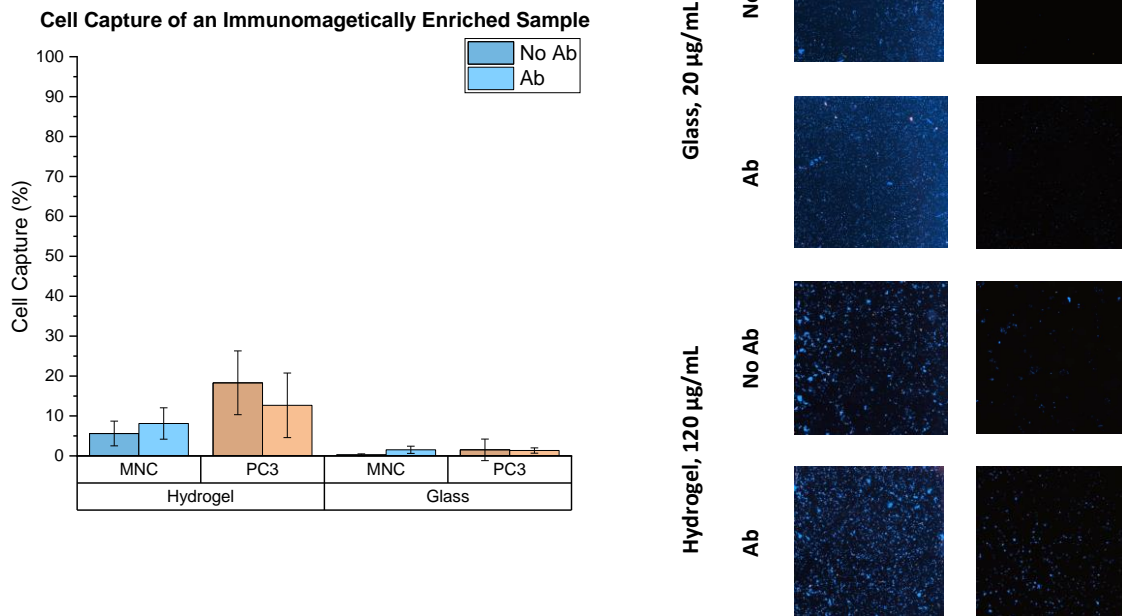 Cell Capture of an Immunomagetically Enriched Sample
No Ab
Ab
100
90
80
70
60
50
40
30
20
10
0
Cell Capture (%)
MNC
PC3
MNC
PC3
Hydrogel
Glass
Glass, 20 µg/mL
Ab
Hydrogel, 120 µg/mL
No Ab
Ab